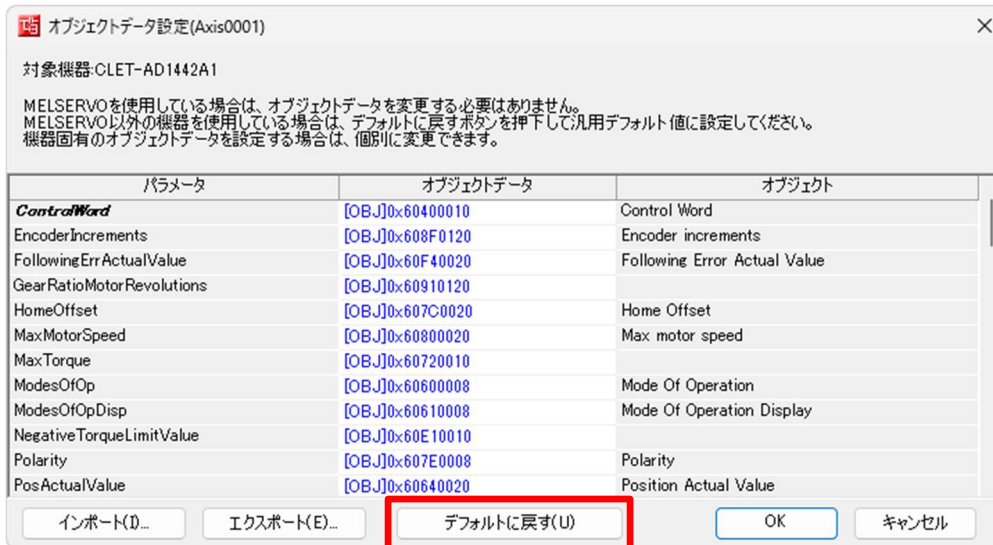 オブジェクトデータ設定(Axis0001)
対象機器:CLET-AD1442A1
MELSERVOを使用している場合は、オブジェクトデータを変更する必要はありません。
MELSERVO以外の機器を使用している場合は、デフォルトに戻すボタンを押下して汎用デフォルト値に設定してください。
機器固有のオブジェクトデータを設定する場合は、個別に変更できます。
パラメータ オブジェクトデータ オブジェクト
ControlWord [OBJ]0x60400010 Control Word
EncoderIncrements [OBJ]0x608F0120 Encoder increments
FollowingErrActualValue [OBJ]0x60F40020 Following Error Actual Value
GearRatioMotorRevolutions [OBJ]0x60910120
HomeOffset [OBJ]0x607C0020 Home Offset
MaxMotorSpeed [OBJ]0x60800020 Max motor speed
MaxTorque [OBJ]0x60720010
ModesOfOp [OBJ]0x60600008 Mode Of Operation
ModesOfOpDisp [OBJ]0x60610008 Mode Of Operation Display
NegativeTorqueLimitValue [OBJ]0x60E10010
Polarity [OBJ]0x607E0008 Polarity
PosActualValue [OBJ]0x60640020 Position Actual Value
インポート(I)... エクスポート(E)... デフォルトに戻す(U) OK キャンセル